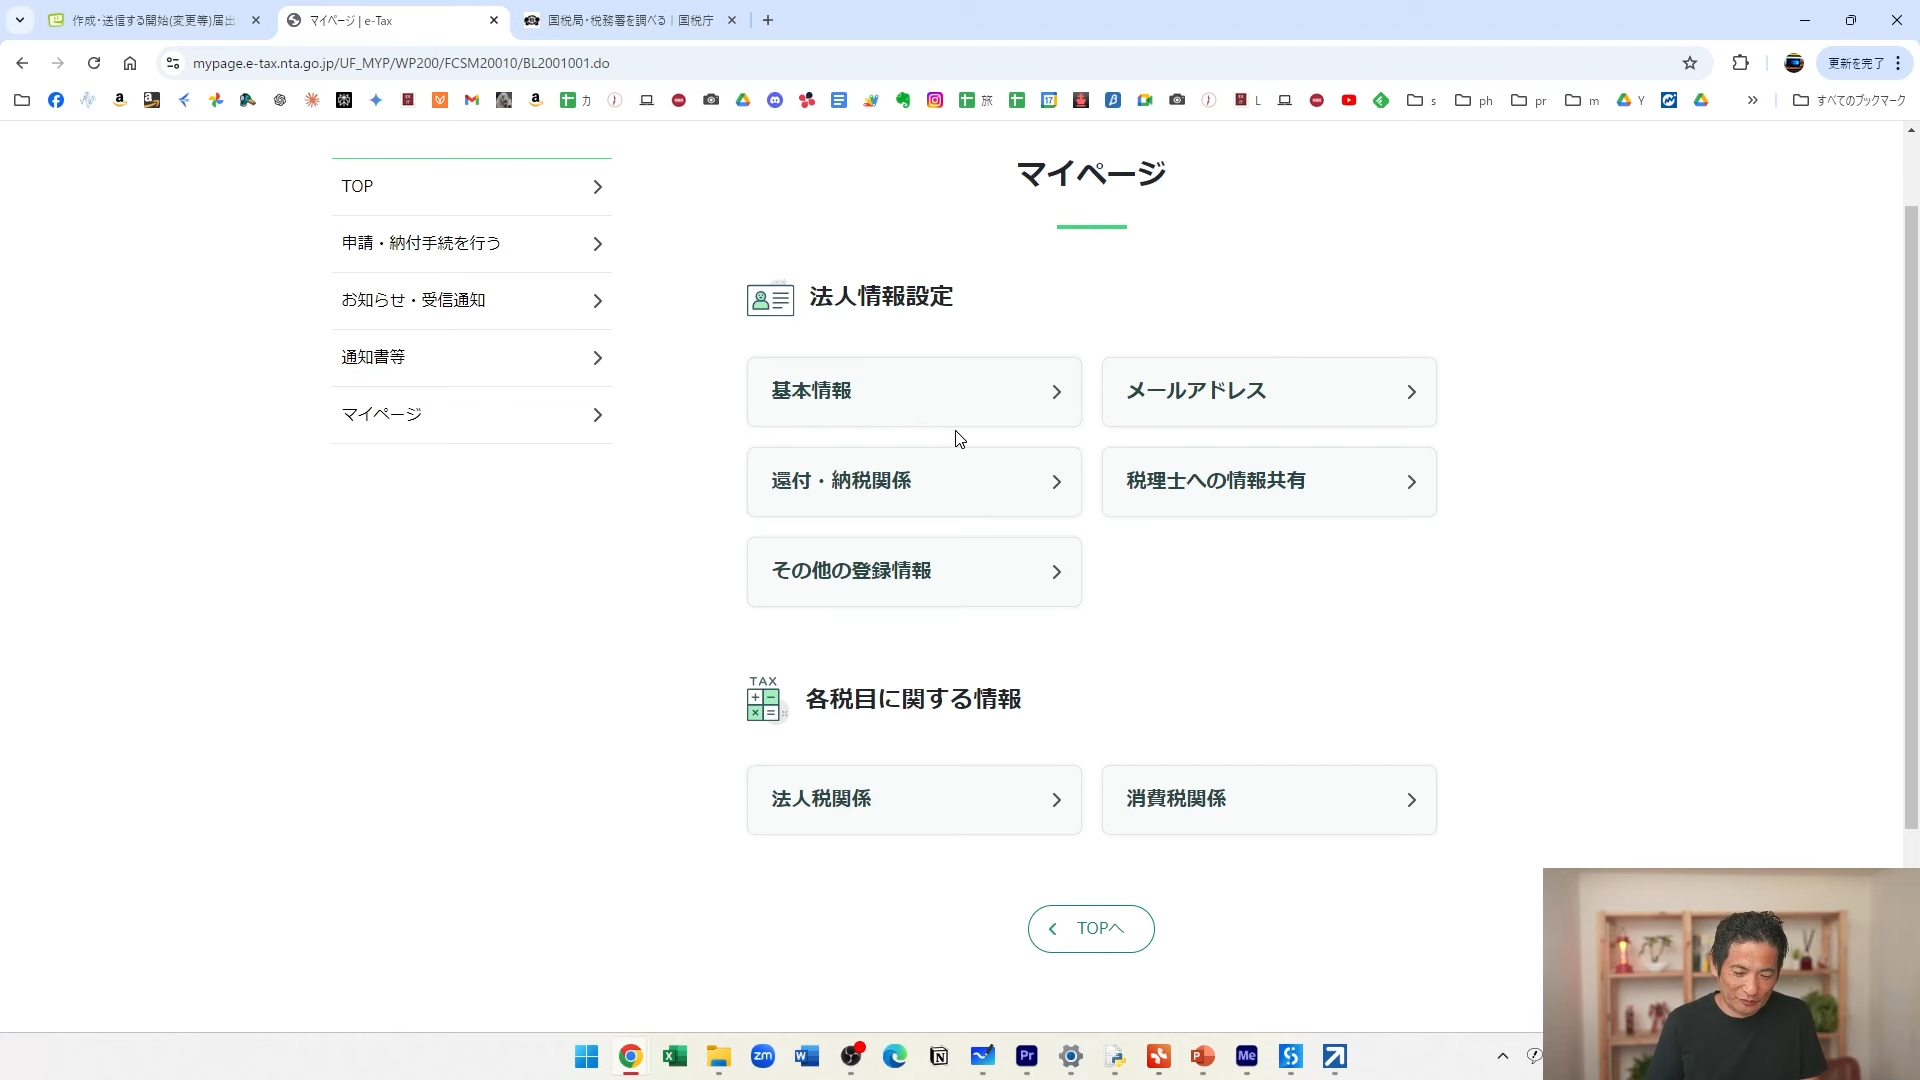 作成・送信する開始(変更等)届出
マイページ | e-Tax
国税局・税務署を調べる｜国税庁
mypage.e-tax.nta.go.jp/UF_MYP/WP200/FCSM20010/BL2001001.do
更新を完了
カ
旅
L
s
ph
pr
m
Y
すべてのブックマーク
TOP
申請・納付手続を行う
お知らせ・受信通知
通知書等
マイページ
マイページ
法人情報設定
基本情報
メールアドレス
還付・納税関係
税理士への情報共有
その他の登録情報
TAX
各税目に関する情報
法人税関係
消費税関係
TOPへ
zm
Pr
Me